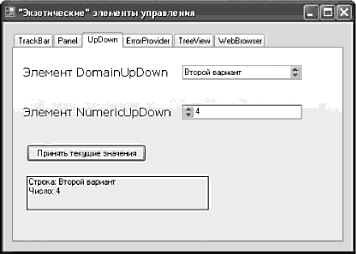 "Экзотические" элементы управления
TrackBar Panel UpDown ErrorProvider TreeView WebBrowser
Элемент DomainUpDown Второй вариант
Элемент NumericUpDown 4
Принять текущие значения
Строка: Второй вариант
Число: 4